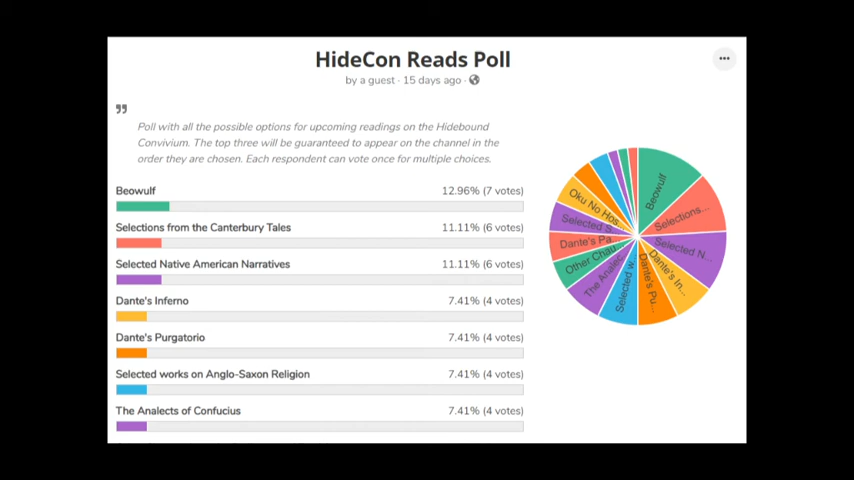 HideCon Reads Poll
by a guest · 15 days ago ·
Poll with all the possible options for upcoming readings on the Hidebound
Convivium. The top three will be guaranteed to appear on the channel in the
order they are chosen. Each respondent can vote once for multiple choices.
Beowulf 12.96% (7 votes)
Selections from the Canterbury Tales 11.11% (6 votes)
Selected Native American Narratives 11.11% (6 votes)
Dante's Inferno 7.41% (4 votes)
Dante's Purgatorio 7.41% (4 votes)
Selected works on Anglo-Saxon Religion 7.41% (4 votes)
The Analects of Confucius 7.41% (4 votes)
Beowulf
Selections...
Selected N...
Dante's In...
Dante's Pu...
Selected w...
The Analec...
Other Chau...
Dante's Pa...
Selected S...
Oku No Hos...